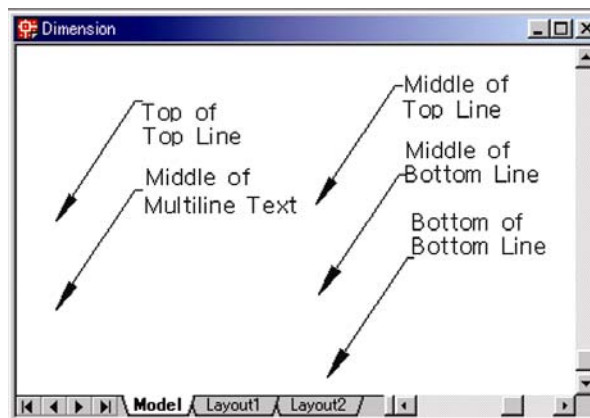 Dimension
Top of
Top Line
Middle of
Multiline Text
Middle of
Top Line
Middle of
Bottom Line
Bottom of
Bottom Line
Model
Layout1
Layout2